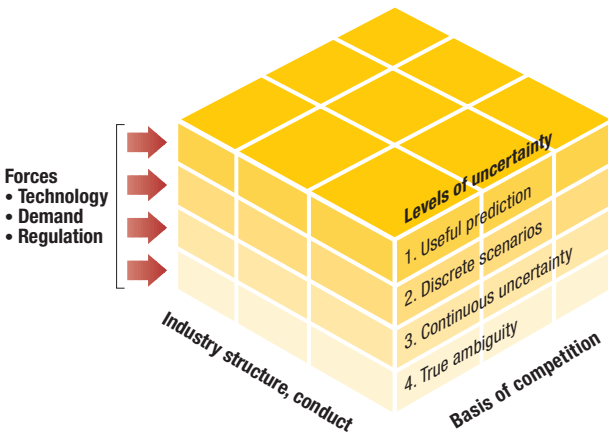 Forces
• Technology
• Demand
• Regulation
Levels of uncertainty
1. Useful prediction
2. Discrete scenarios
3. Continuous uncertainty
4. True ambiguity
Industry structure, conduct
Basis of competition